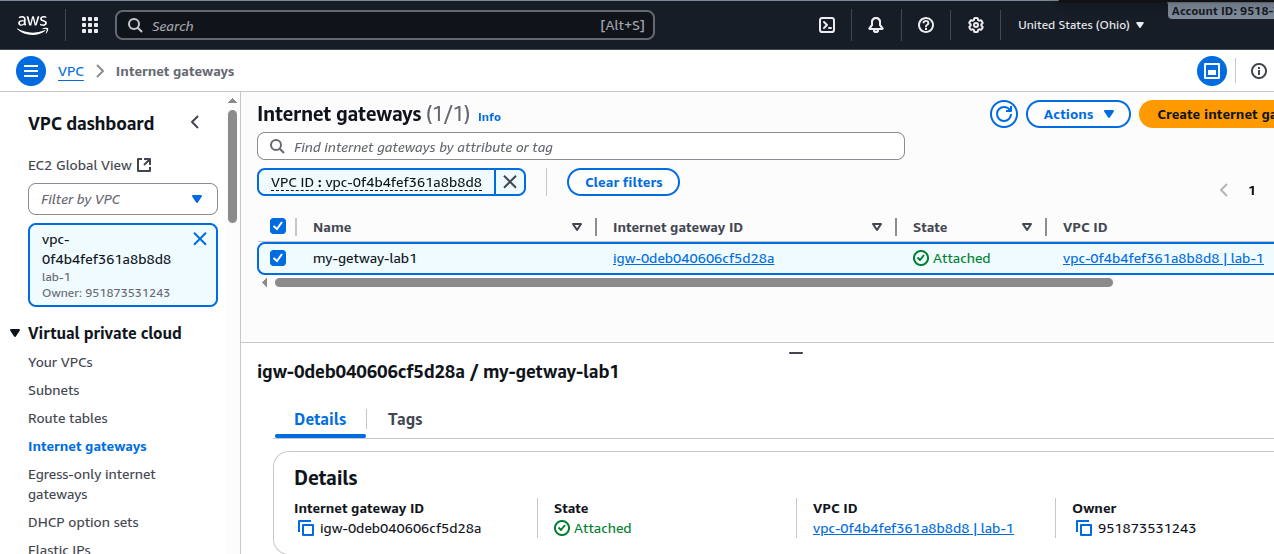 aws
Search [Alt+S]
United States (Ohio)
Account ID: 9518-
VPC
Internet gateways
VPC dashboard
EC2 Global View
Filter by VPC
vpc-
0f4b4fef361a8b8d8
lab-1
Owner: 951873531243
Virtual private cloud
Your VPCs
Subnets
Route tables
Internet gateways
Egress-only internet
gateways
DHCP option sets
Elastic IPs
Internet gateways (1/1) Info
Actions
Create internet ga
Find internet gateways by attribute or tag
VPC ID : vpc-0f4b4fef361a8b8d8
Clear filters
1
Name Internet gateway ID State VPC ID
my-getway-lab1 igw-0deb040606cf5d28a Attached vpc-0f4b4fef361a8b8d8 | lab-1
igw-0deb040606cf5d28a / my-getway-lab1
Details Tags
Details
Internet gateway ID State VPC ID Owner
igw-0deb040606cf5d28a Attached vpc-0f4b4fef361a8b8d8 | lab-1 951873531243